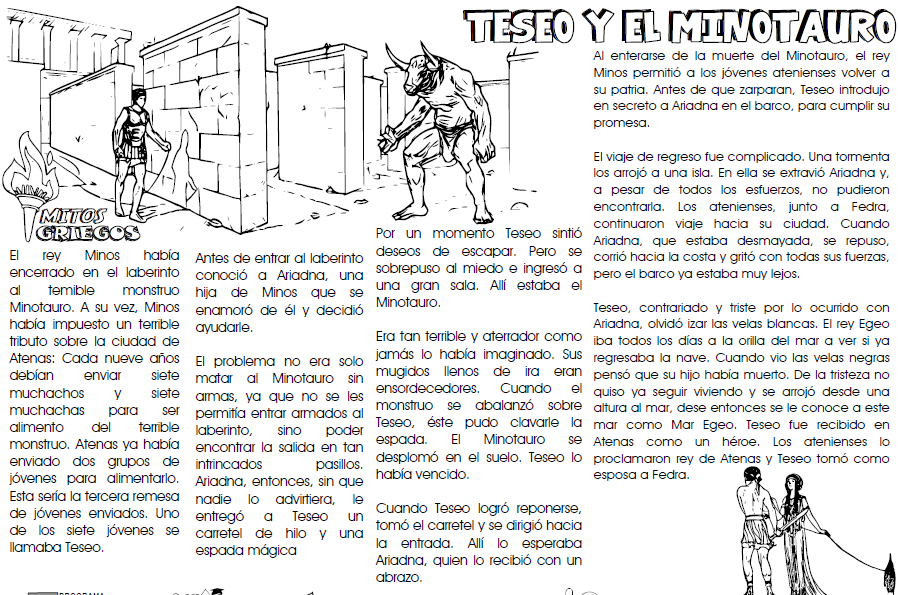 TESEO Y EL MINOTAURO
MITOS
GRIEGOS
El rey Minos había
encerrado en el laberinto
al temible monstruo
Minotauro. A su vez, Minos
había impuesto un terrible
tributo sobre la ciudad de
Atenas: Cada nueve años
debían enviar siete
muchachos y siete
muchachas para ser
alimento del terrible
monstruo. Atenas ya había
enviado dos grupos de
jóvenes para alimentarlo.
Esta sería la tercera remesa
de jóvenes enviados. Uno
de los siete jóvenes se
llamaba Teseo.
Antes de entrar al laberinto
conoció a Ariadna, una
hija de Minos que se
enamoró de él y decidió
ayudarle.
El problema no era solo
matar al Minotauro sin
armas, ya que no se les
permitía entrar armados al
laberinto, sino poder
encontrar la salida en tan
intrincados pasillos.
Ariadna, entonces, sin que
nadie lo advirtiera, le
entregó a Teseo un
carretel de hilo y una
espada mágica
Por un momento Teseo sintió
deseos de escapar. Pero se
sobrepuso al miedo e ingresó a
una gran sala. Allí estaba el
Minotauro.
Era tan terrible y aterrador como
jamás lo había imaginado. Sus
mugidos llenos de ira eran
ensordecedores. Cuando el
monstruo se abalanzó sobre
Teseo, éste pudo clavarle la
espada. El Minotauro se
desplomó en el suelo. Teseo lo
había vencido.
Cuando Teseo logró reponerse,
tomó el carretel y se dirigió hacia
la entrada. Allí lo esperaba
Ariadna, quien lo recibió con un
abrazo.
Al enterarse de la muerte del Minotauro, el rey
Minos permitió a los jóvenes atenienses volver a
su patria. Antes de que zarparan, Teseo introdujo
en secreto a Ariadna en el barco, para cumplir su
promesa.
El viaje de regreso fue complicado. Una tormenta
los arrojó a una isla. En ella se extravió Ariadna y,
a pesar de todos los esfuerzos, no pudieron
encontrarla. Los atenienses, junto a Fedra,
continuaron viaje hacia su ciudad. Cuando
Ariadna, que estaba desmayada, se repuso,
corrió hacia la costa y gritó con todas sus fuerzas,
pero el barco ya estaba muy lejos.
Teseo, contrariado y triste por lo ocurrido con
Ariadna, olvidó izar las velas blancas. El rey Egeo
iba todos los días a la orilla del mar a ver si ya
regresaba la nave. Cuando vio las velas negras
pensó que su hijo había muerto. De la tristeza no
quiso ya seguir viviendo y se arrojó desde una
altura al mar, dese entonces se le conoce a este
mar como Mar Egeo. Teseo fue recibido en
Atenas como un héroe. Los atenienses lo
proclamaron rey de Atenas y Teseo tomó como
esposa a Fedra.